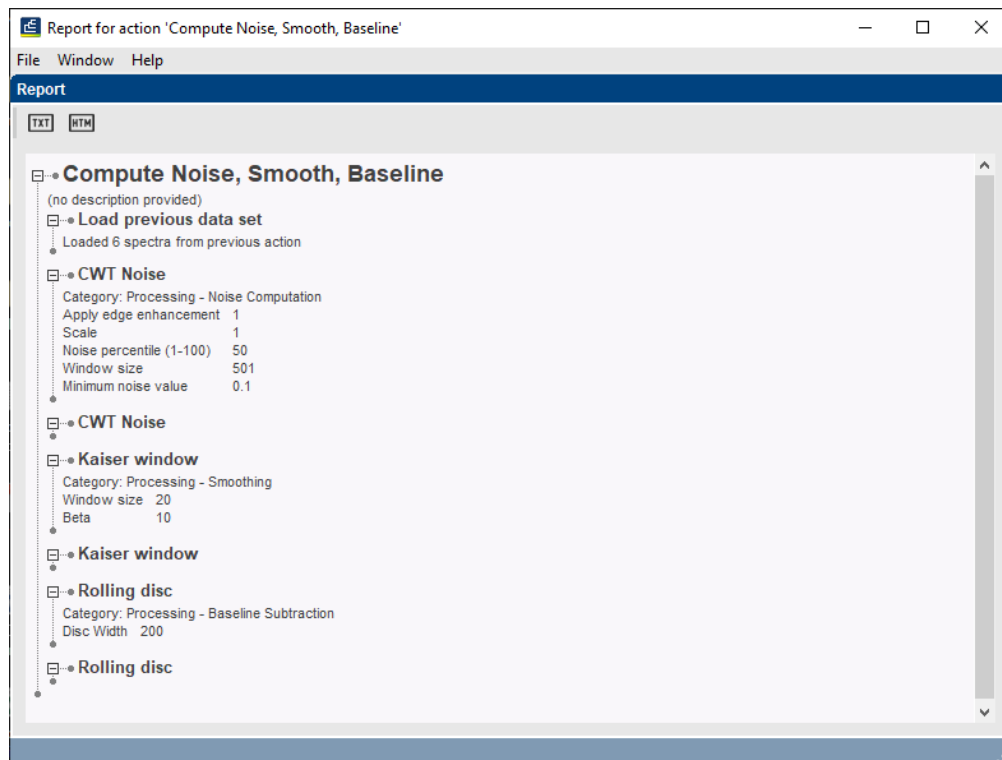 Report for action 'Compute Noise, Smooth, Baseline'
File Window Help
Report
TXT HTM
Compute Noise, Smooth, Baseline
(no description provided)
Load previous data set
Loaded 6 spectra from previous action
CWT Noise
Category: Processing - Noise Computation
Apply edge enhancement 1
Scale 1
Noise percentile (1-100) 50
Window size 501
Minimum noise value 0.1
CWT Noise
Kaiser window
Category: Processing - Smoothing
Window size 20
Beta 10
Kaiser window
Rolling disc
Category: Processing - Baseline Subtraction
Disc Width 200
Rolling disc